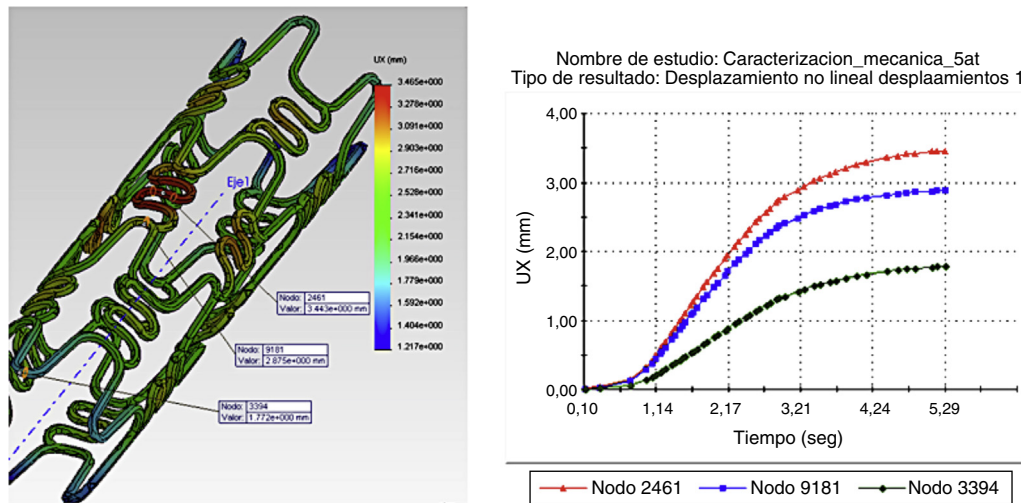 UX (mm)
3.465e+000
3.278e+000
3.091e+000
2.903e+000
2.716e+000
2.528e+000
2.341e+000
2.154e+000
1.966e+000
1.779e+000
1.592e+000
1.404e+000
1.217e+000
Eje1
Nodo: 2461
Valor: 3.443e+000 mm
Nodo: 9181
Valor: 2.875e+000 mm
Nodo: 3394
Valor: 1.772e+000 mm
Nombre de estudio: Caracterizacion_mecanica_5at
Tipo de resultado: Desplazamiento no lineal desplaamientos 1
UX (mm)
4,00
3,00
2,00
1,00
0,00
0,10 1,14 2,17 3,21 4,24 5,29
Tiempo (seg)
Nodo 2461 Nodo 9181 Nodo 3394